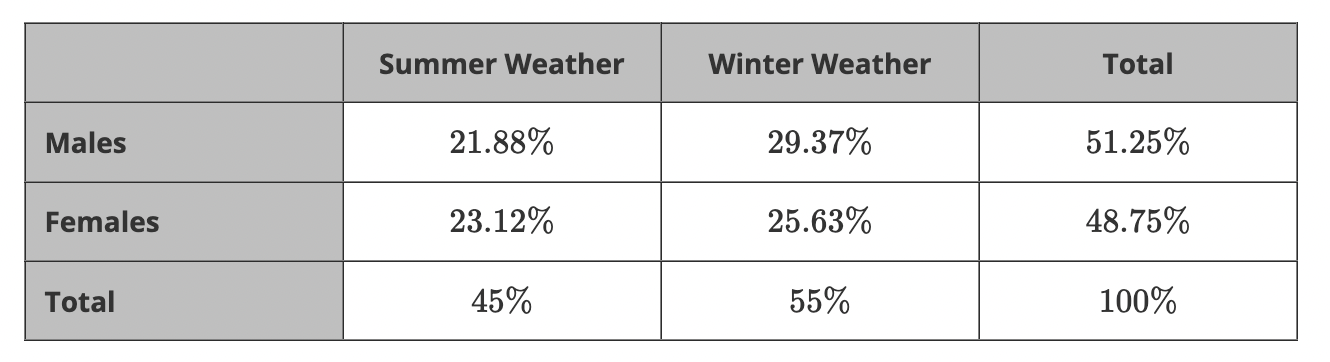 Summer Weather Winter Weather Total
Males 21.88% 29.37% 51.25%
Females 23.12% 25.63% 48.75%
Total 45% 55% 100%